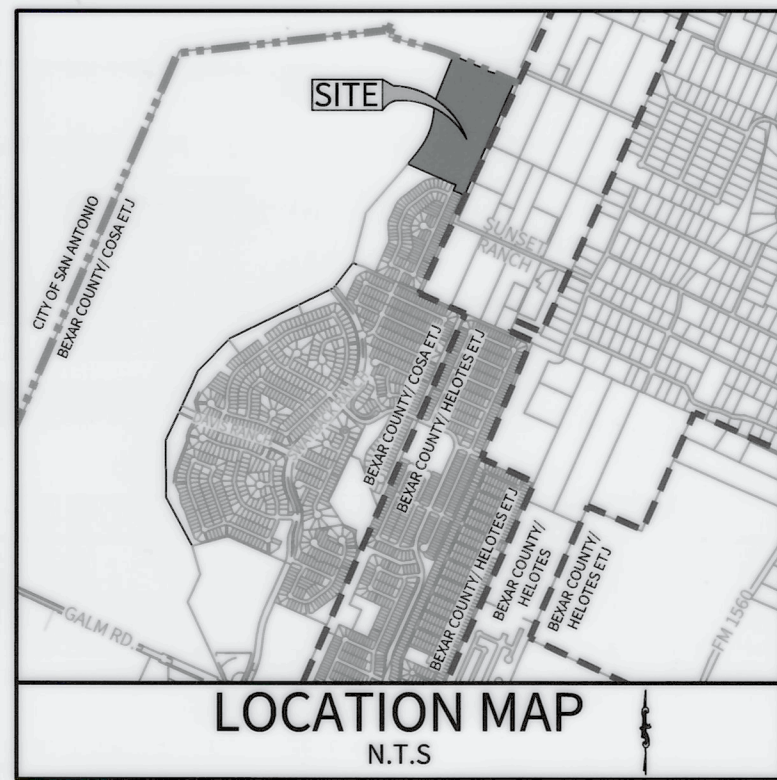 SITE
CITY OF SAN ANTONIO
BEXAR COUNTY/ COSA ETJ
SUNSET
RANCH
BEXAR COUNTY/ COSA ETJ
BEXAR COUNTY/ HELOTES ETJ
BEXAR COUNTY/ HELOTES ETJ
BEXAR COUNTY/
HELOTES
BEXAR COUNTY/
HELOTES ETJ
GALM RD.
FM 1560
LOCATION MAP
N.T.S